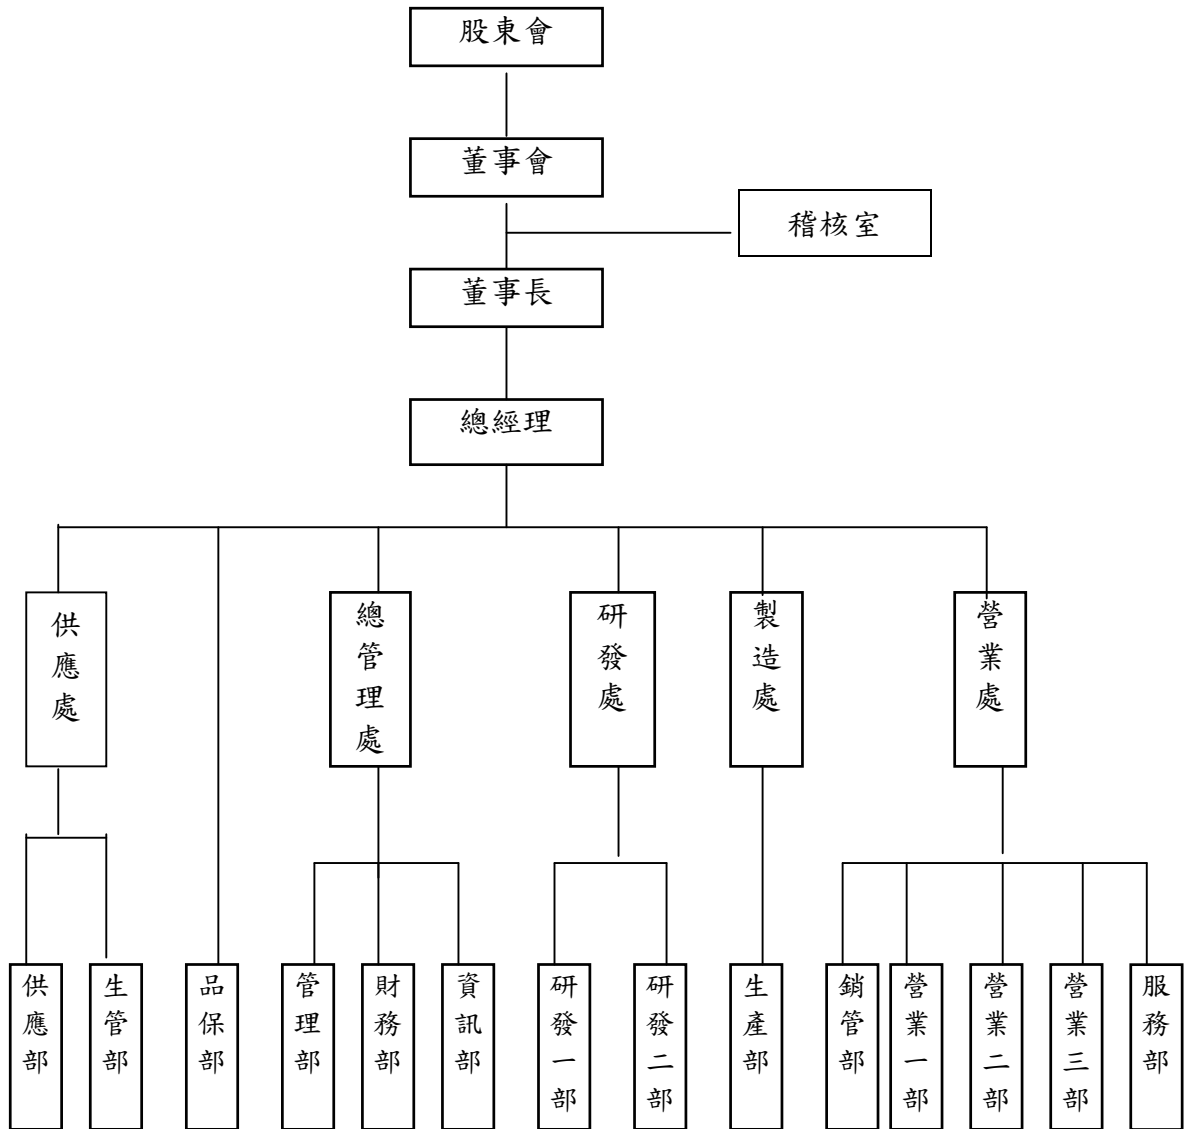 股東會
董事會
稽核室
董事長
總經理
供應處
總管理處
研發處
製造處
營業處
供應部
生管部
品保部
管理部
財務部
資訊部
研發一部
研發二部
生產部
銷管部
營業一部
營業二部
營業三部
服務部